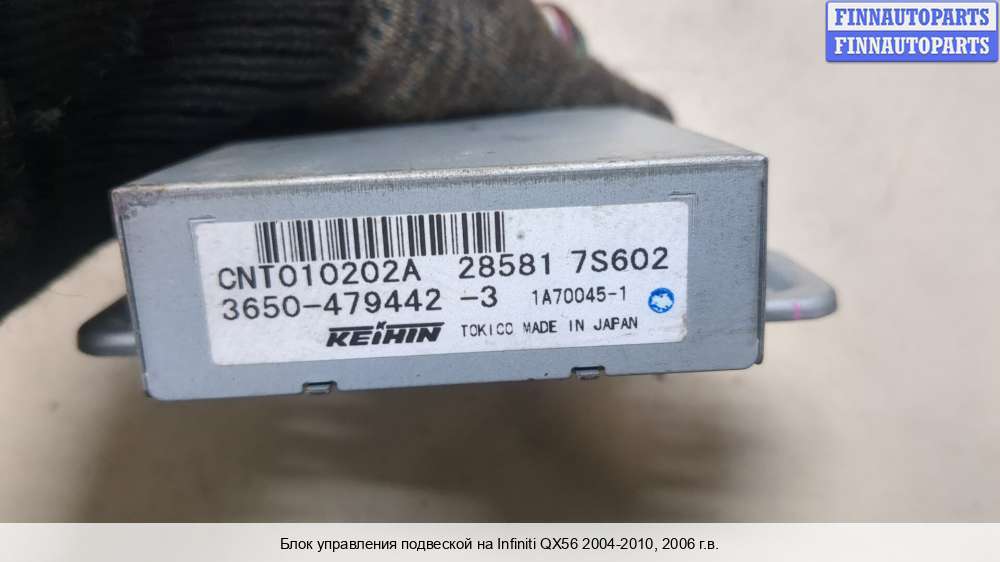 FINNAUTOPARTS
FINNAUTOPARTS
CNT010202A 28581 7S602
3650-479442 -3 1A70045-1
KEIHIN TOKICO MADE IN JAPAN
Блок управления подвеской на Infiniti QX56 2004-2010, 2006 г.в.